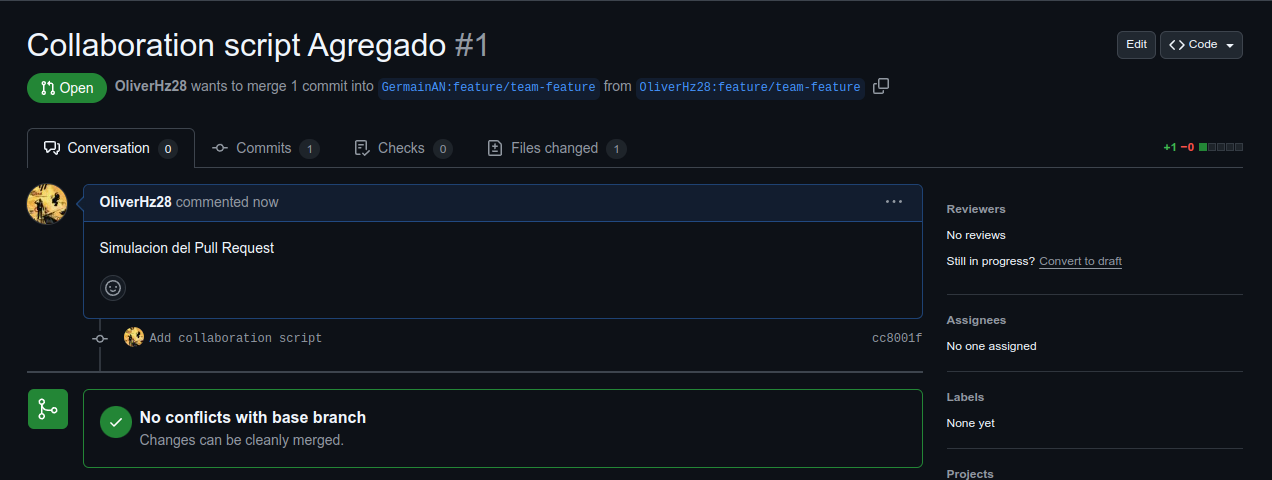 Collaboration script Agregado #1
Edit
Code
Open
OliverHz28 wants to merge 1 commit into GermainAN:feature/team-feature from OliverHz28:feature/team-feature
Conversation 0
Commits 1
Checks 0
Files changed 1
+1 −0
OliverHz28 commented now
Simulacion del Pull Request
Add collaboration script
cc8001f
No conflicts with base branch
Changes can be cleanly merged.
Reviewers
No reviews
Still in progress? Convert to draft
Assignees
No one assigned
Labels
None yet
Projects